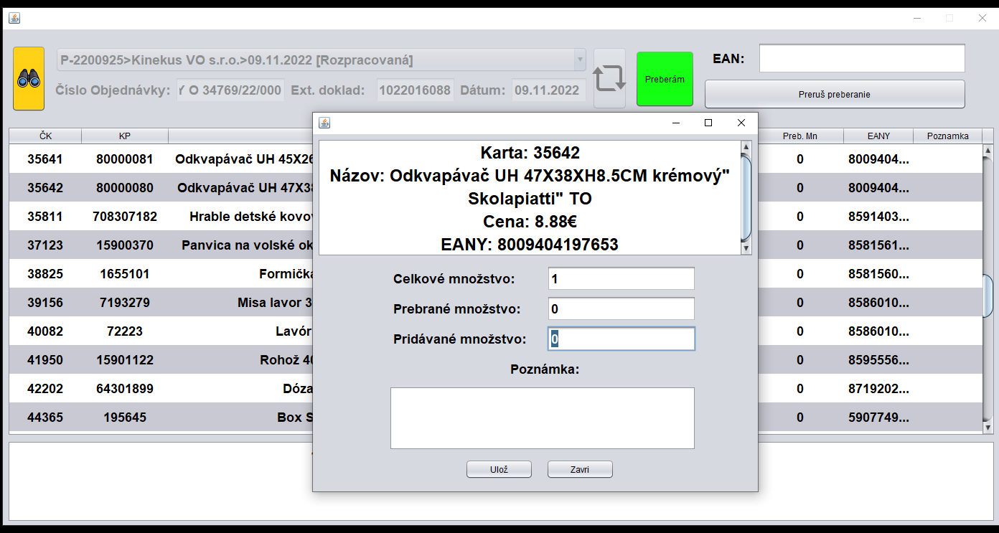 P-2200925>Kinekus VO s.r.o.>09.11.2022 [Rozpracovaná]
Číslo Objednávky: Y O 34769/22/000 Ext. doklad: 1022016088 Dátum: 09.11.2022
Preberám
EAN:
Preruš preberanie
ČK KP Preb. Mn EANY Poznamka
35641 80000081 Odkvapávač UH 45X26 0 8009404...
35642 80000080 Odkvapávač UH 47X38 0 8009404...
35811 708307182 Hrable detské kovov 0 8591403...
37123 15900370 Panvica na volské ok 0 8581561...
38825 1655101 Formička 0 8581560...
39156 7193279 Misa lavor 3 0 8586010...
40082 72223 Lavór 0 8586010...
41950 15901122 Rohož 40 0 8595556...
42202 64301899 Dóza 0 8719202...
44365 195645 Box S 0 5907749...
Karta: 35642
Názov: Odkvapávač UH 47X38XH8.5CM krémový"
Skolapiatti" TO
Cena: 8.88€
EANY: 8009404197653
Celkové množstvo: 1
Prebrané množstvo: 0
Pridávané množstvo: 0
Poznámka:
Ulož Zavri